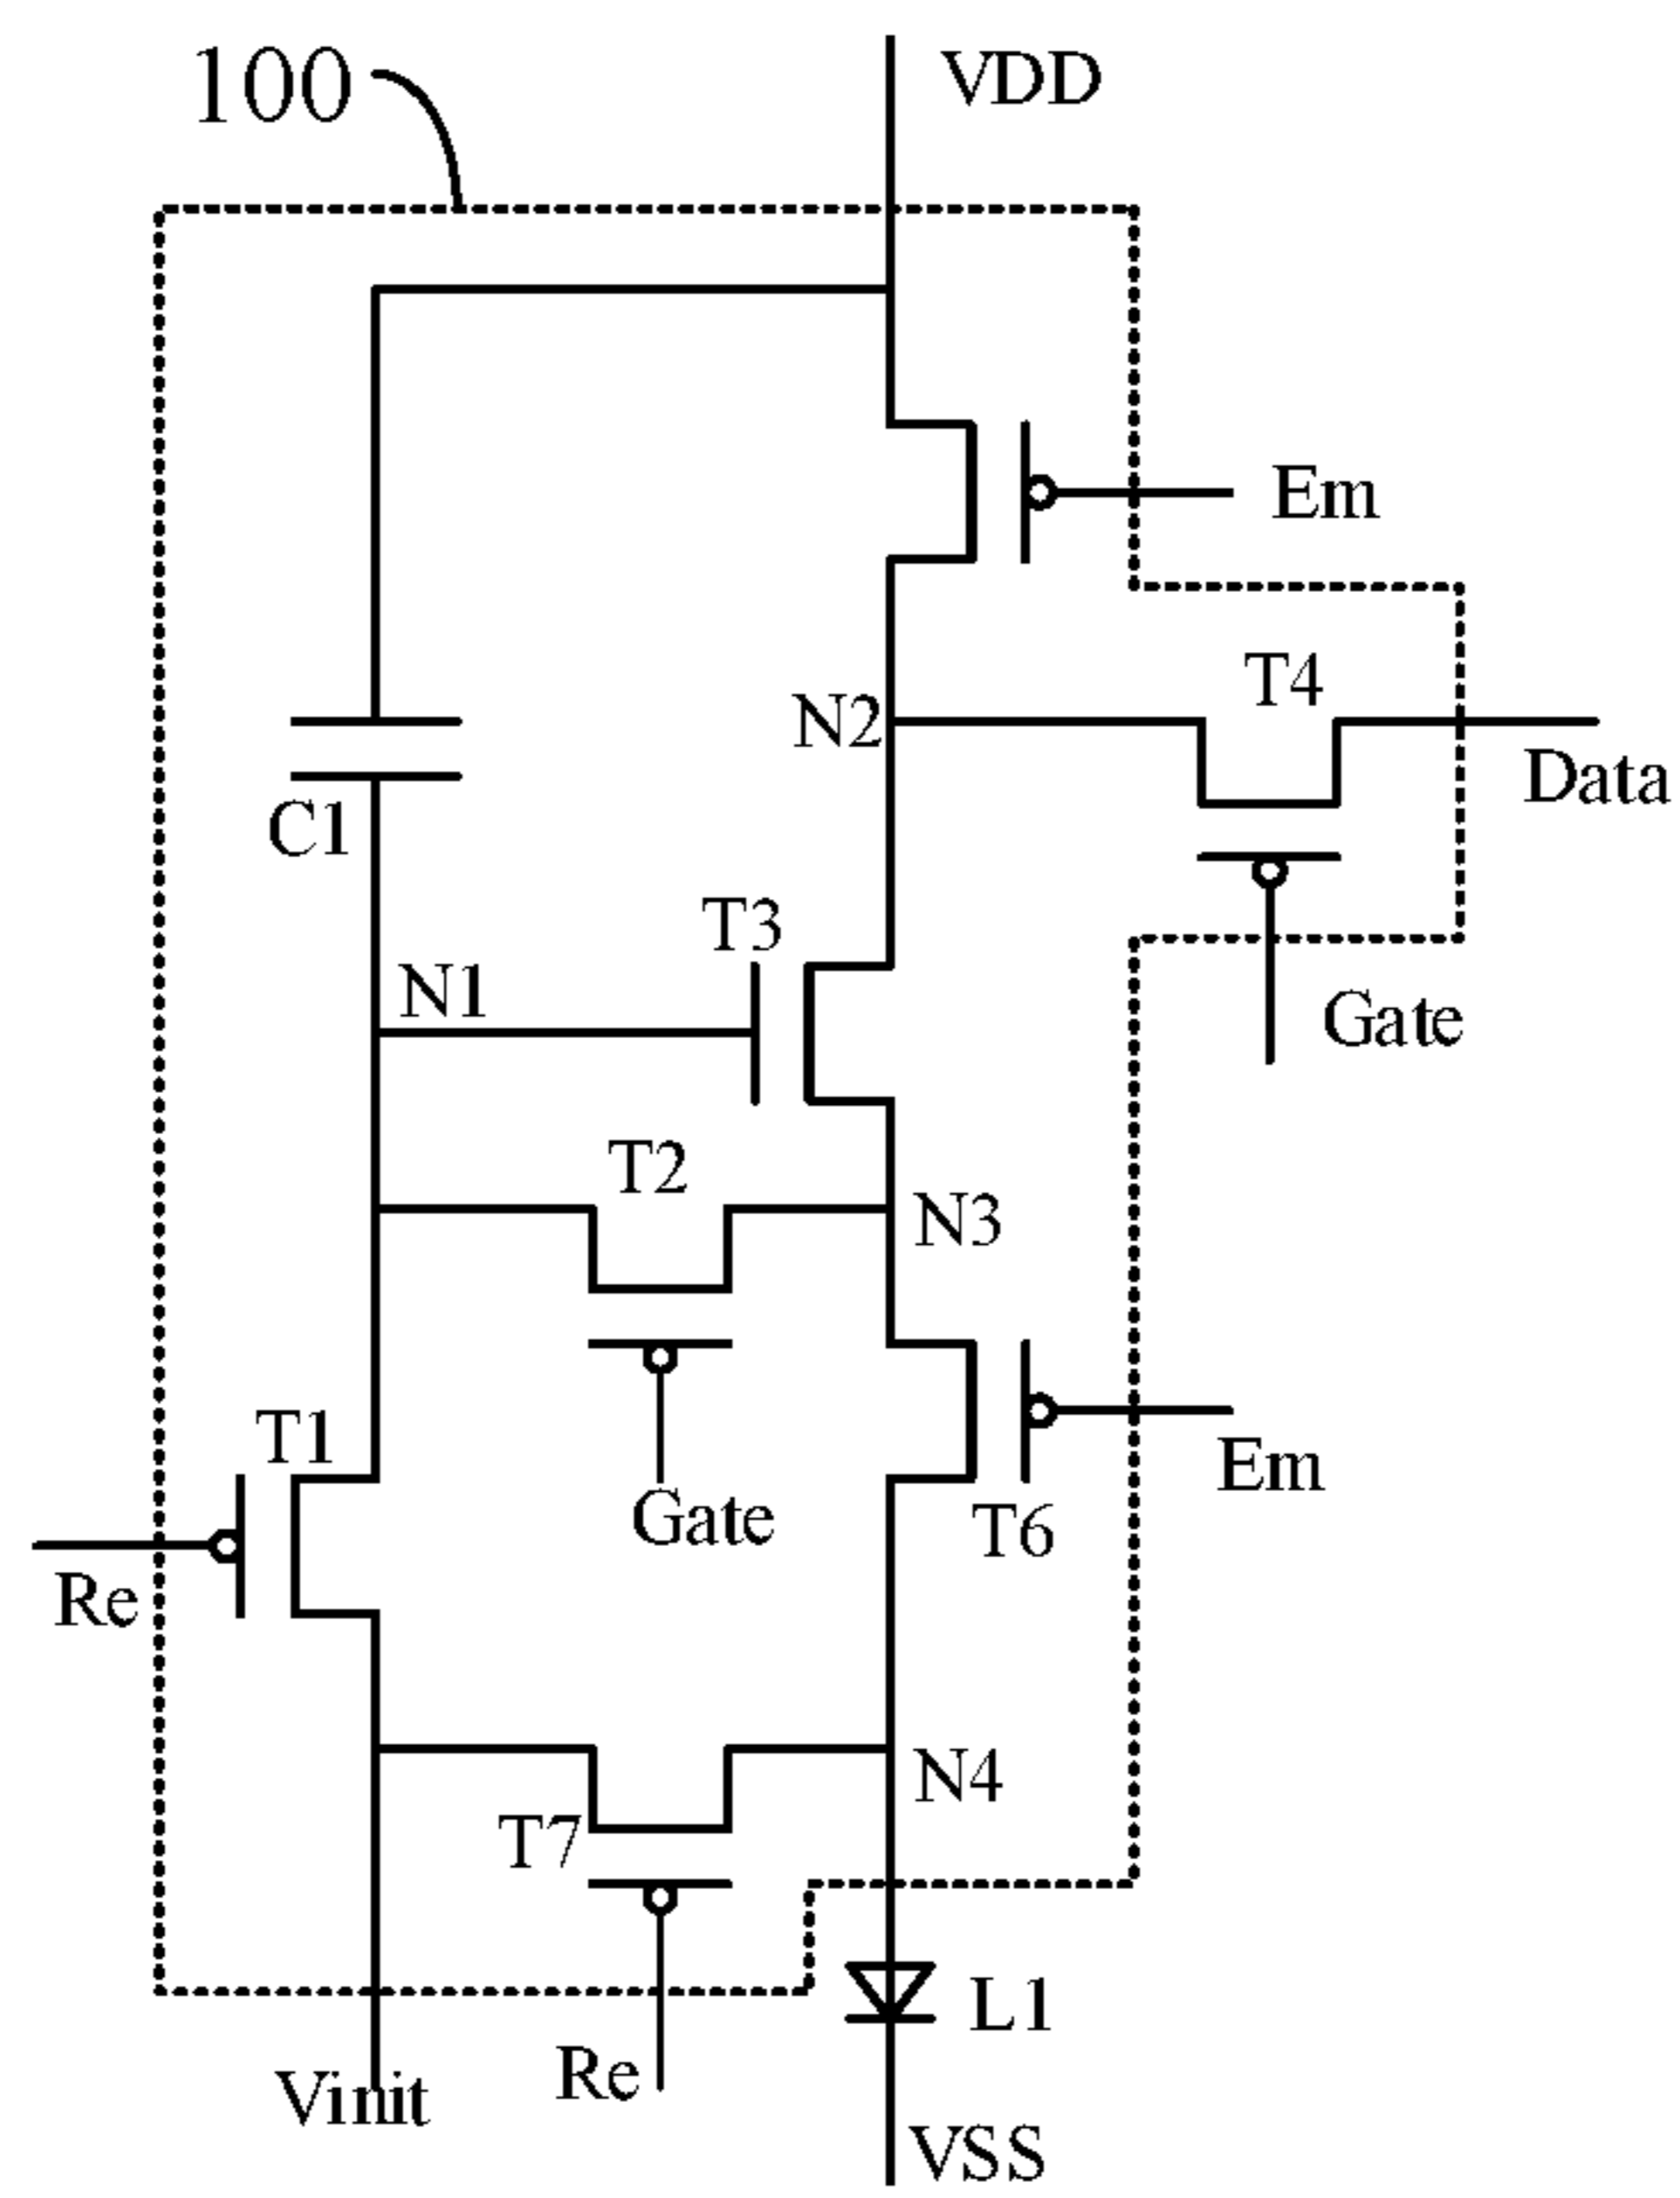 100
VDD
Em
T4
N2
Data
C1
T3
N1
Gate
T2
N3
T1
Em
Gate
T6
Re
N4
T7
L1
Re
Vinit
VSS